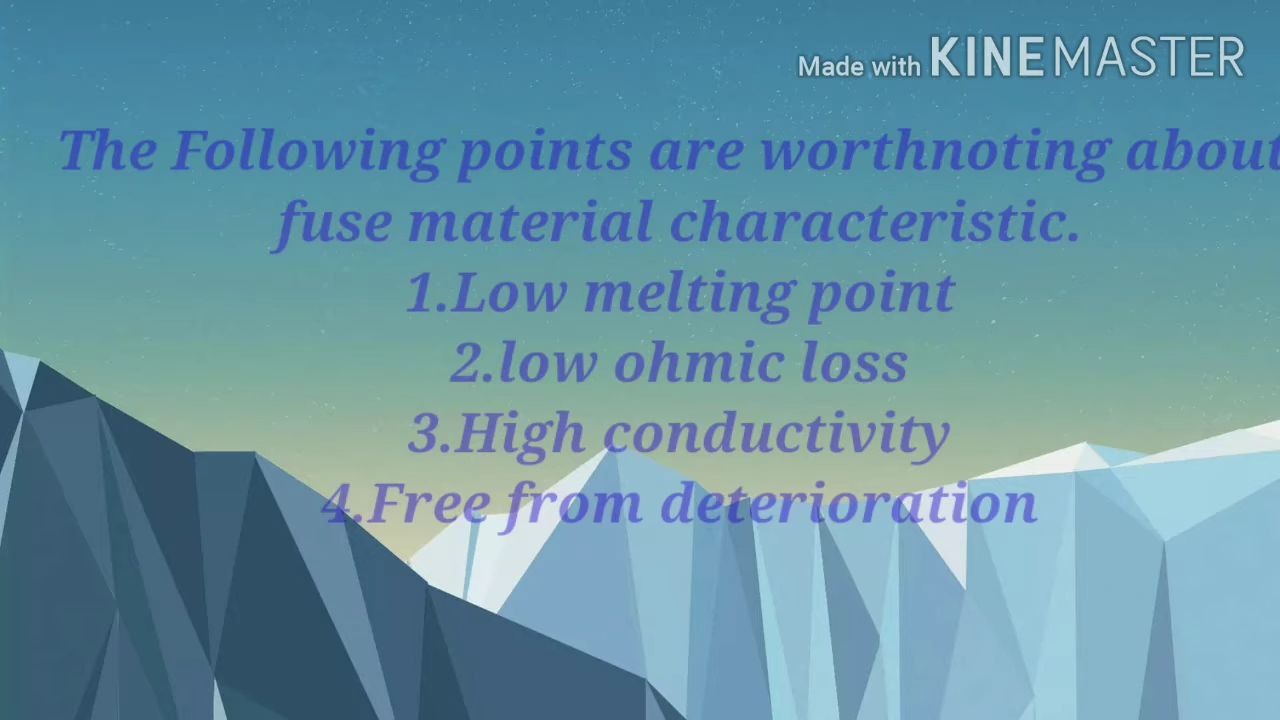 Made with KINEMASTER
The Following points are worthnoting about
fuse material characteristic.
1.Low melting point
2.low ohmic loss
3.High conductivity
4.Free from deterioration